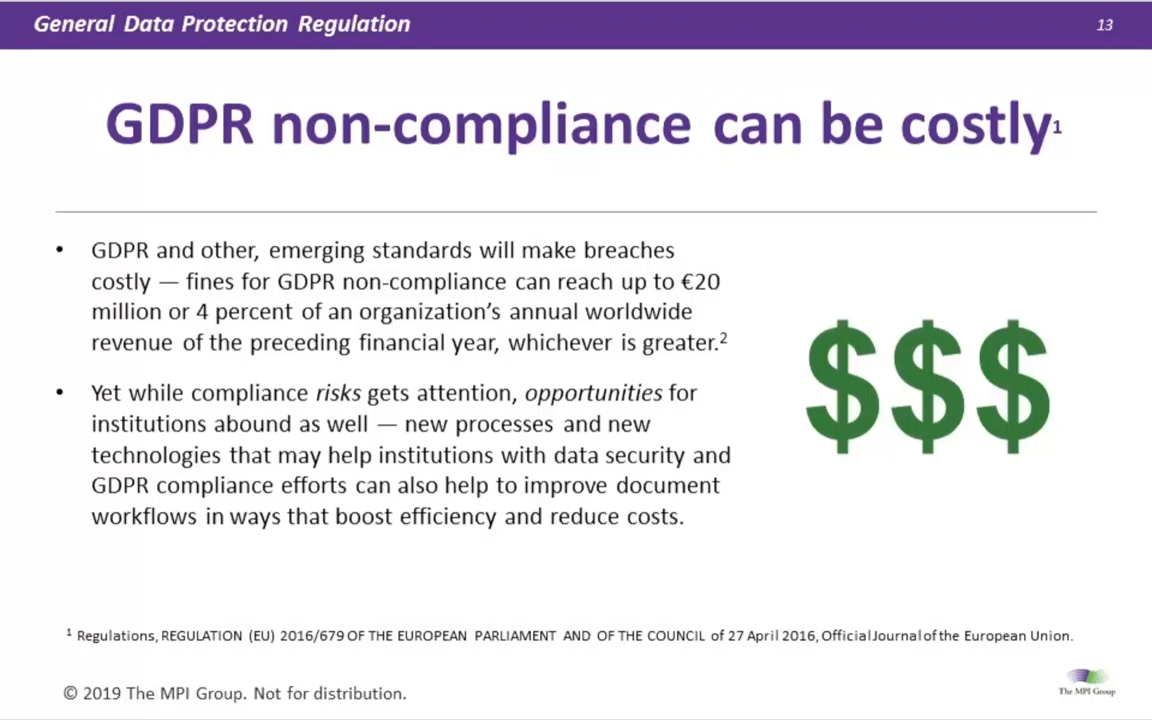 General Data Protection Regulation
13
GDPR non-compliance can be costly¹
• GDPR and other, emerging standards will make breaches
costly — fines for GDPR non-compliance can reach up to €20
million or 4 percent of an organization’s annual worldwide
revenue of the preceding financial year, whichever is greater.²
• Yet while compliance risks gets attention, opportunities for
institutions abound as well — new processes and new
technologies that may help institutions with data security and
GDPR compliance efforts can also help to improve document
workflows in ways that boost efficiency and reduce costs.
$$$
¹ Regulations, REGULATION (EU) 2016/679 OF THE EUROPEAN PARLIAMENT AND OF THE COUNCIL of 27 April 2016, Official Journal of the European Union.
© 2019 The MPI Group. Not for distribution.
The MPI Group